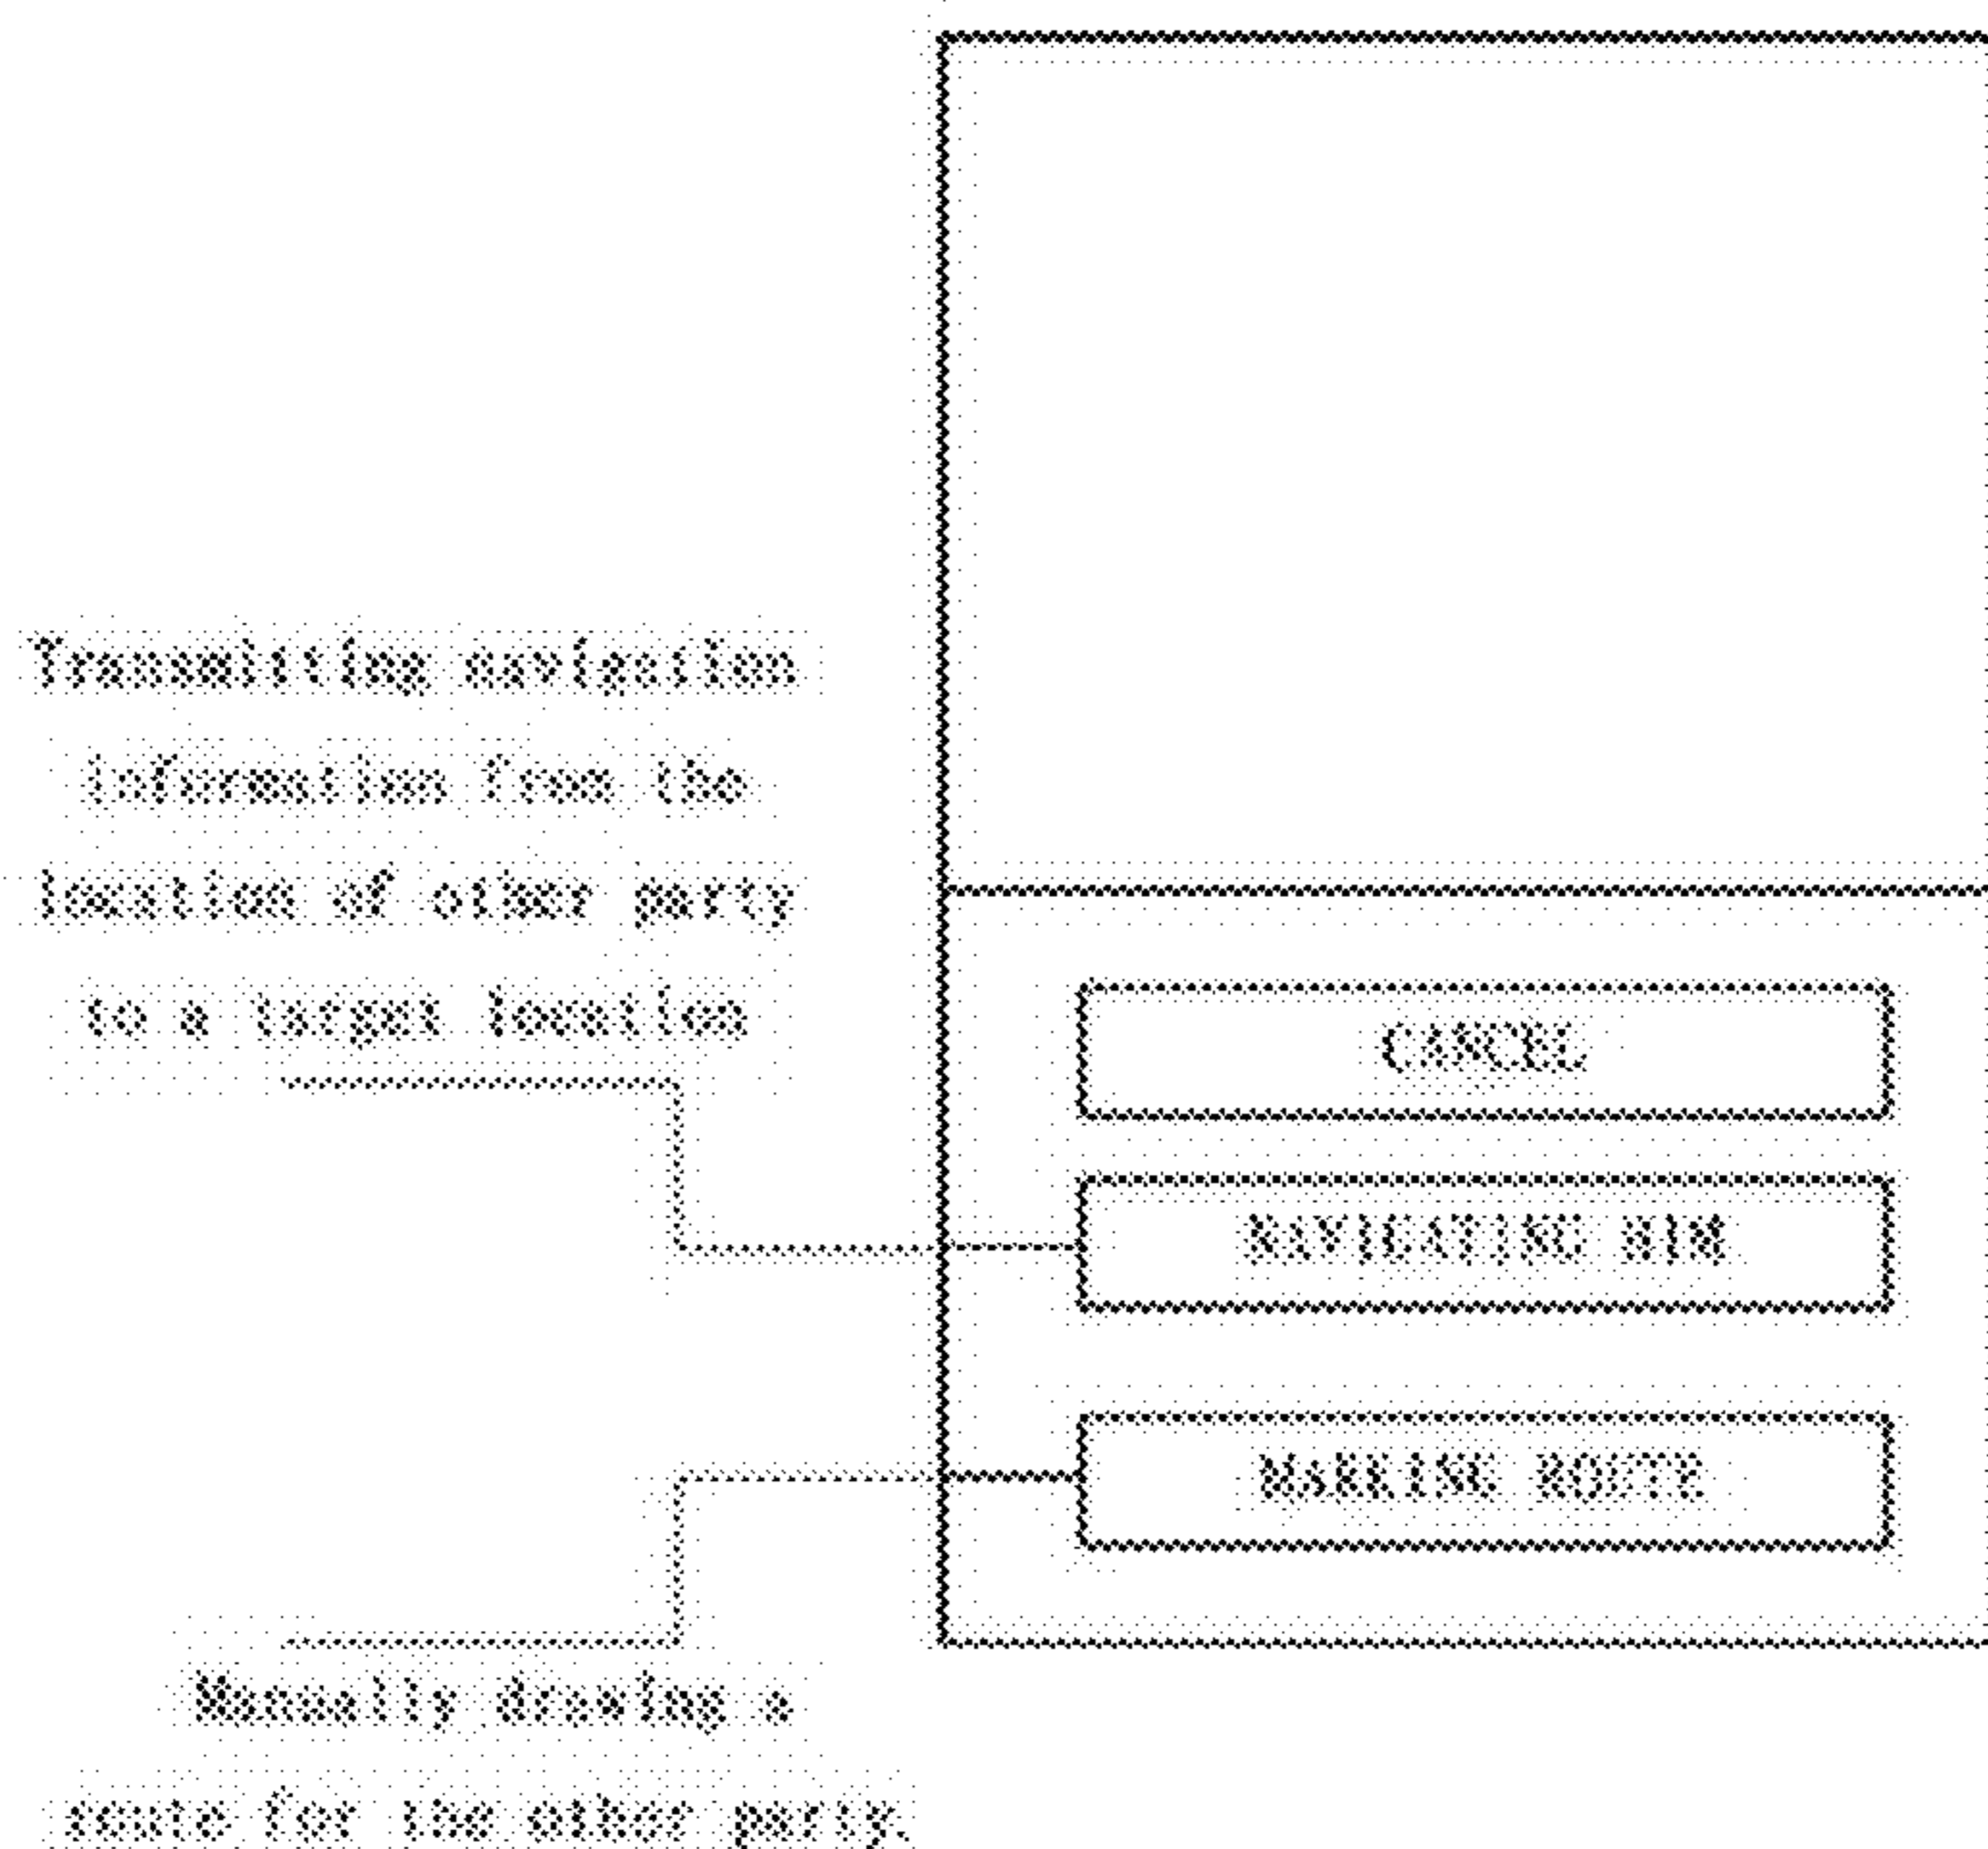 Transmitting navigation
information from the
location of other party
to a target location
CANCEL
NAVIGATING HIM
MARKING ROUTE
Manually drawing a
route for the other party.